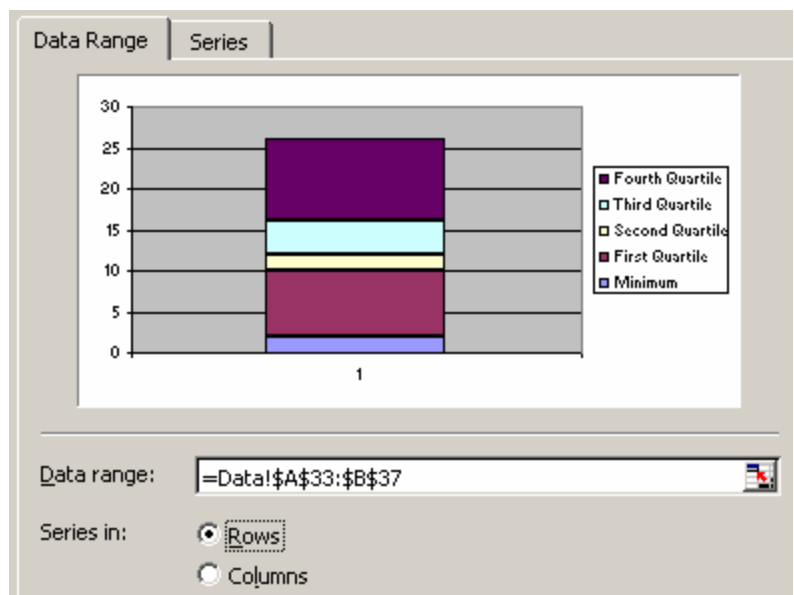 Data Range Series
30
25
20
15
10
5
0
1
Fourth Quartile
Third Quartile
Second Quartile
First Quartile
Minimum
Data range: =Data!$A$33:$B$37
Series in: Rows
Columns